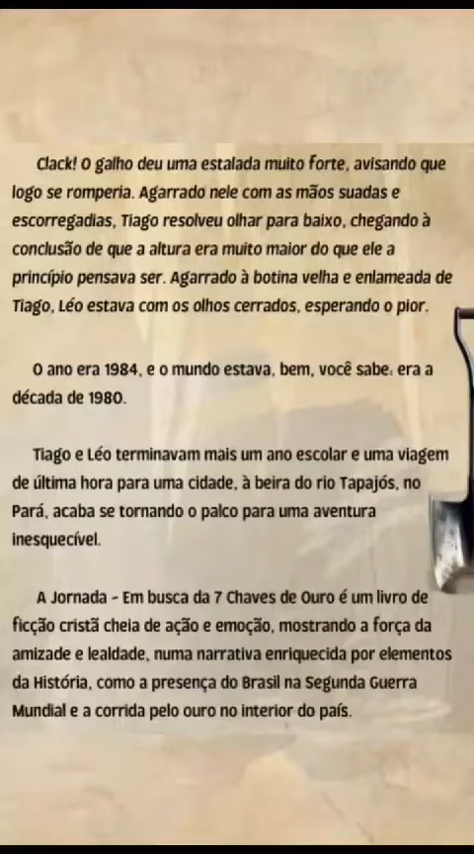 Clack! O galho deu uma estalada muito forte, avisando que
logo se romperia. Agarrado nele com as mãos suadas e
escorregadias, Tiago resolveu olhar para baixo, chegando à
conclusão de que a altura era muito maior do que ele a
princípio pensava ser. Agarrado à botina velha e enlameada de
Tiago, Léo estava com os olhos cerrados, esperando o pior.
O ano era 1984, e o mundo estava, bem, você sabe: era a
década de 1980.
Tiago e Léo terminavam mais um ano escolar e uma viagem
de última hora para uma cidade, à beira do rio Tapajós, no
Pará, acaba se tornando o palco para uma aventura
inesquecível.
A Jornada - Em busca da 7 Chaves de Ouro é um livro de
ficção cristã cheia de ação e emoção, mostrando a força da
amizade e lealdade, numa narrativa enriquecida por elementos
da História, como a presença do Brasil na Segunda Guerra
Mundial e a corrida pelo ouro no interior do país.